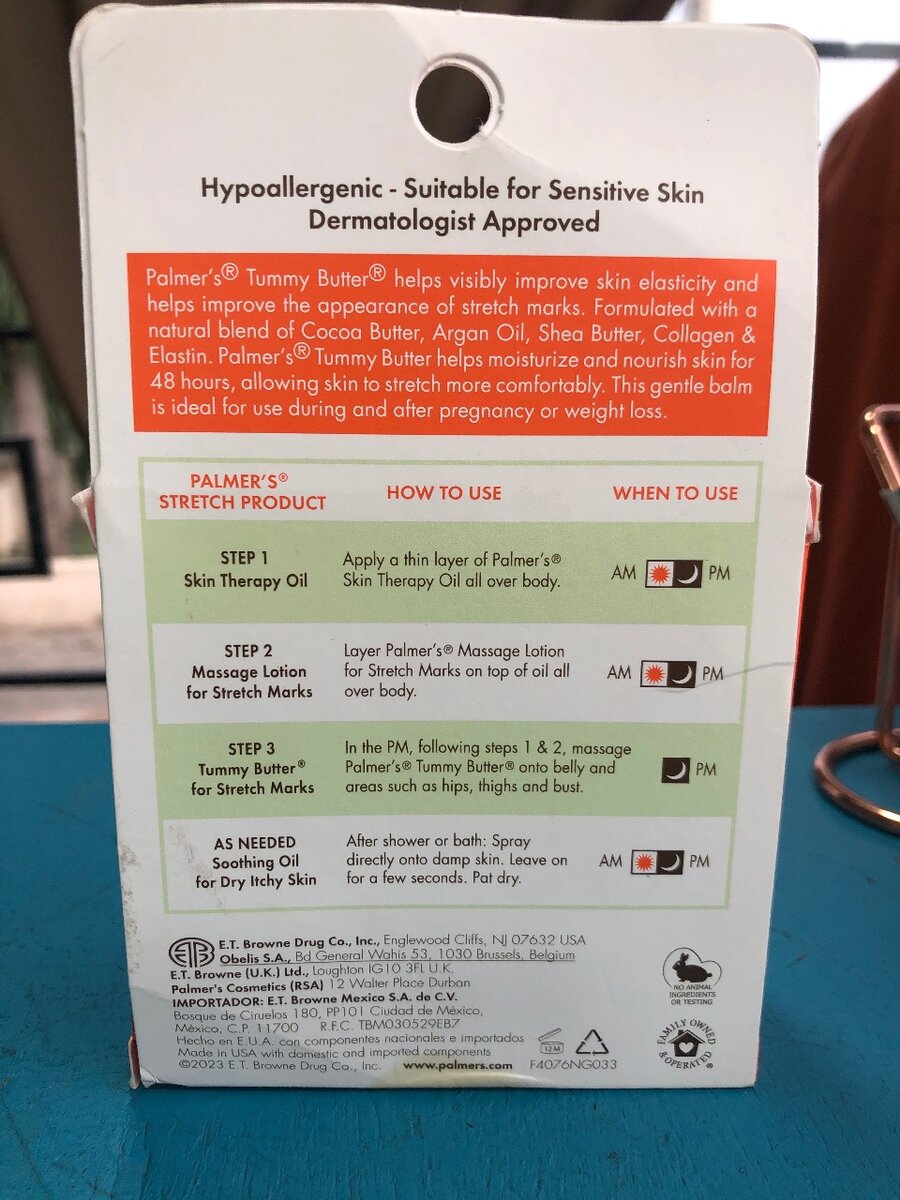 Hypoallergenic - Suitable for Sensitive Skin
Dermatologist Approved
Palmer's® Tummy Butter® helps visibly improve skin elasticity and
helps improve the appearance of stretch marks. Formulated with a
natural blend of Cocoa Butter, Argan Oil, Shea Butter, Collagen &
Elastin. Palmer's® Tummy Butter helps moisturize and nourish skin for
48 hours, allowing skin to stretch more comfortably. This gentle balm
is ideal for use during and after pregnancy or weight loss.
PALMER'S®
STRETCH PRODUCT
HOW TO USE
WHEN TO USE
STEP 1
Skin Therapy Oil
Apply a thin layer of Palmer's®
Skin Therapy Oil all over body.
AM PM
STEP 2
Massage Lotion
for Stretch Marks
Layer Palmer's® Massage Lotion
for Stretch Marks on top of oil all
over body.
AM PM
STEP 3
Tummy Butter®
for Stretch Marks
In the PM, following steps 1 & 2, massage
Palmer's® Tummy Butter® onto belly and
areas such as hips, thighs and bust.
PM
AS NEEDED
Soothing Oil
for Dry Itchy Skin
After shower or bath: Spray
directly onto damp skin. Leave on
for a few seconds. Pat dry.
AM PM
ETB
E.T. Browne Drug Co., Inc., Englewood Cliffs, NJ 07632 USA
Obelis S.A., Bd General Wahis 53, 1030 Brussels, Belgium
E.T. Browne (U.K.) Ltd., Loughton IG10 3FL U.K.
Palmer's Cosmetics (RSA) 12 Walter Place Durban
IMPORTADOR: E.T. Browne Mexico S.A. de C.V.
Bosque de Ciruelos 180, PP101 Ciudad de México,
México, C.P. 11700 R.F.C. TBM030529EB7
Hecho en E.U.A. con componentes nacionales e importados
Made in USA with domestic and imported components
©2023 E.T. Browne Drug Co., Inc. www.palmers.com F4076NG033
12 M
NO ANIMAL
INGREDIENTS
OR TESTING
FAMILY OWNED
& OPERATED®